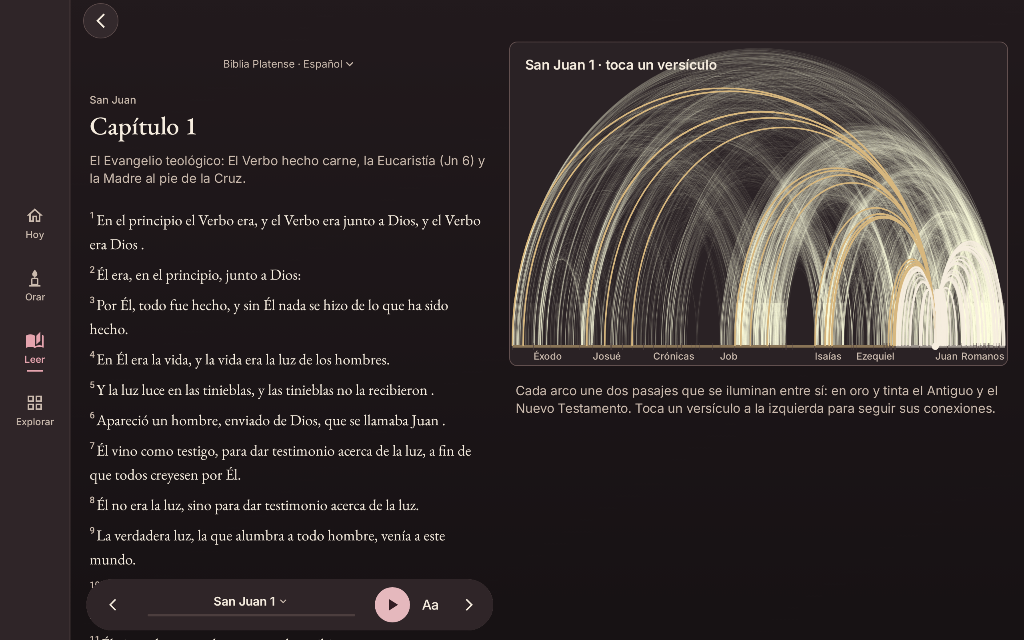 Biblia Platense · Español
San Juan
Capítulo 1
El Evangelio teológico: El Verbo hecho carne, la Eucaristía (Jn 6) y
la Madre al pie de la Cruz.
1 En el principio el Verbo era, y el Verbo era junto a Dios, y el Verbo
era Dios .
2 Él era, en el principio, junto a Dios:
3 Por Él, todo fue hecho, y sin Él nada se hizo de lo que ha sido
hecho.
4 En Él era la vida, y la vida era la luz de los hombres.
5 Y la luz luce en las tinieblas, y las tinieblas no la recibieron .
6 Apareció un hombre, enviado de Dios, que se llamaba Juan .
7 Él vino como testigo, para dar testimonio acerca de la luz, a fin de
que todos creyesen por Él.
8 Él no era la luz, sino para dar testimonio acerca de la luz.
9 La verdadera luz, la que alumbra a todo hombre, venía a este
mundo.
San Juan 1
Aa
Hoy
Orar
Leer
Explorar
San Juan 1 · toca un versículo
Éxodo Josué Crónicas Job Isaías Ezequiel Juan Romanos
Cada arco une dos pasajes que se iluminan entre sí: en oro y tinta el Antiguo y el
Nuevo Testamento. Toca un versículo a la izquierda para seguir sus conexiones.